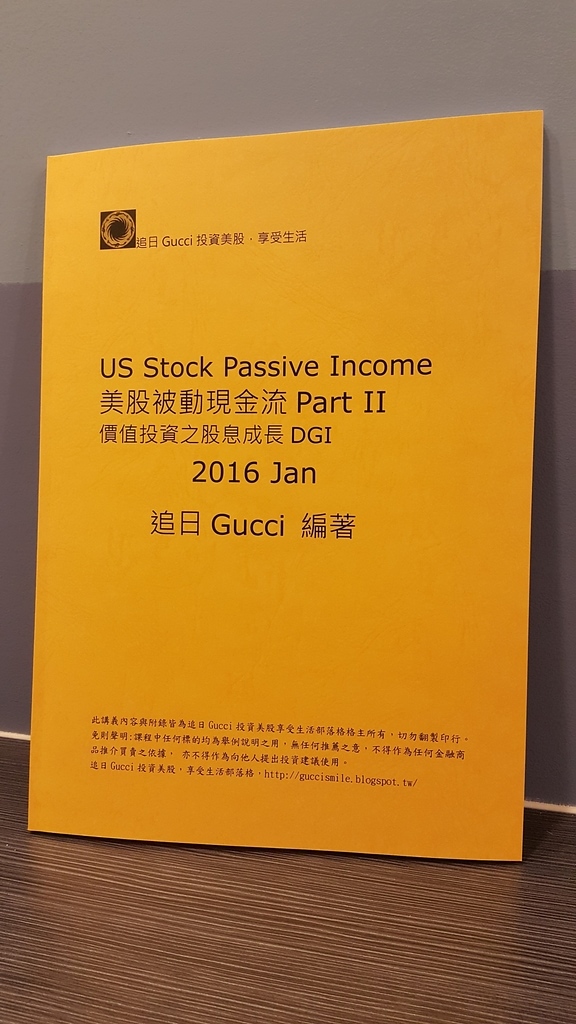 追日 Gucci 投資美股，享受生活
US Stock Passive Income
美股被動現金流 Part II
價值投資之股息成長 DGI
2016 Jan
追日 Gucci 編著
此講義內容與附錄皆為追日 Gucci 投資美股享受生活部落格格主所有，切勿翻製印行。
免則聲明:課程中任何標的均為舉例說明之用，無任何推薦之意，不得作為任何金融商
品推介買賣之依據， 亦不得作為向他人提出投資建議使用。
追日 Gucci 投資美股，享受生活部落格，http://guccismile.blogspot.tw/